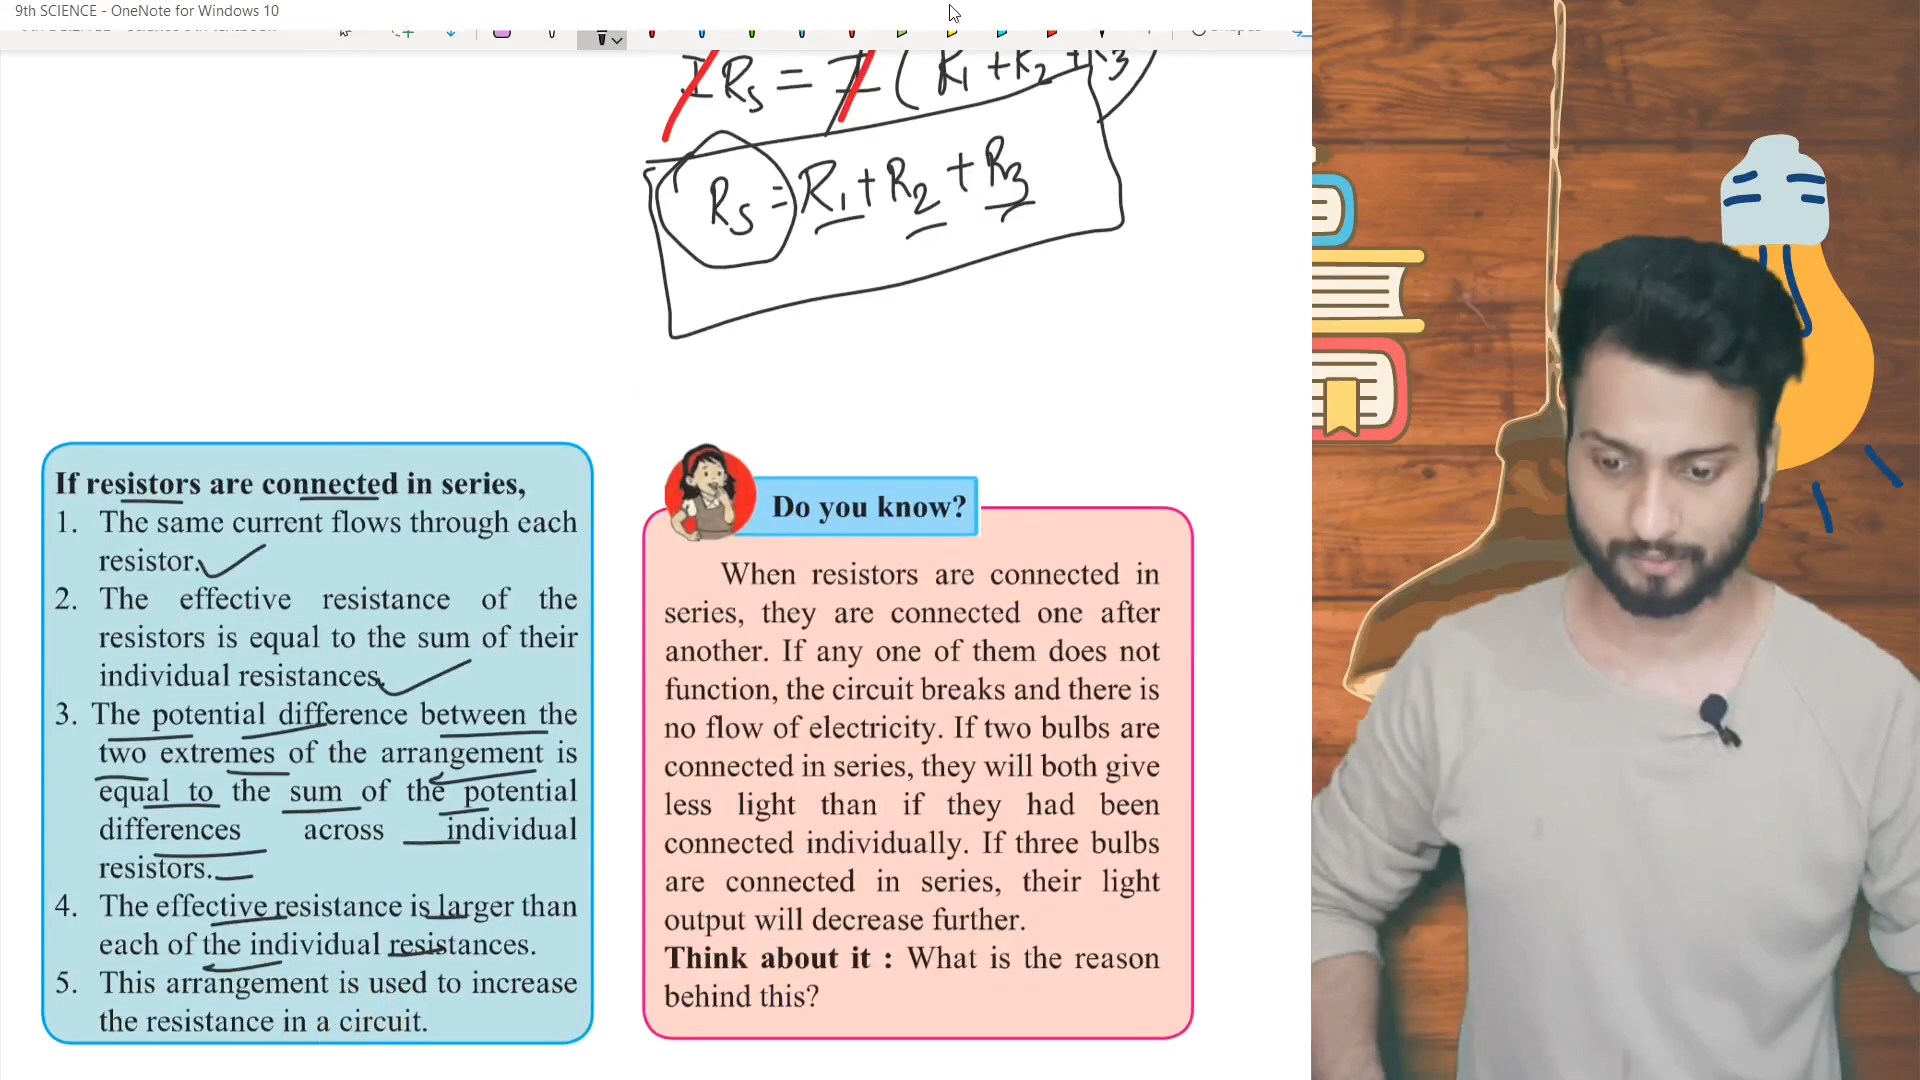 9th SCIENCE - OneNote for Windows 10
I Rs = I ( R1 + R2 + R3 )
Rs = R1 + R2 + R3
If resistors are connected in series,
1. The same current flows through each
resistor.
2. The effective resistance of the
resistors is equal to the sum of their
individual resistances.
3. The potential difference between the
two extremes of the arrangement is
equal to the sum of the potential
differences across individual
resistors.
4. The effective resistance is larger than
each of the individual resistances.
5. This arrangement is used to increase
the resistance in a circuit.
Do you know?
When resistors are connected in
series, they are connected one after
another. If any one of them does not
function, the circuit breaks and there is
no flow of electricity. If two bulbs are
connected in series, they will both give
less light than if they had been
connected individually. If three bulbs
are connected in series, their light
output will decrease further.
Think about it : What is the reason
behind this?